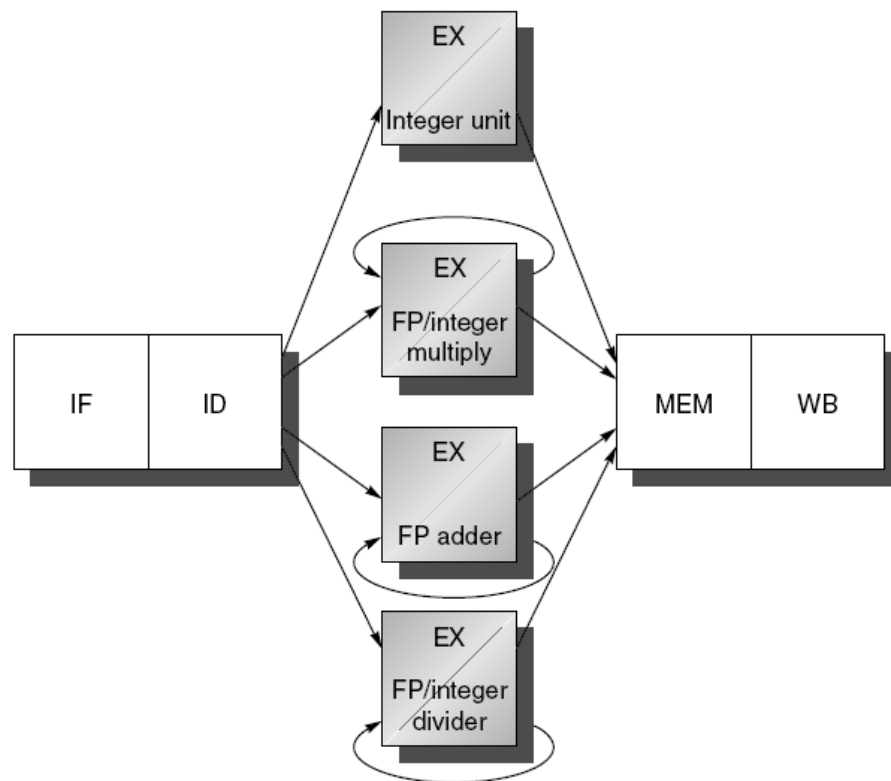 EX
Integer unit
EX
FP/integer
multiply
IF
ID
MEM
WB
EX
FP adder
EX
FP/integer
divider